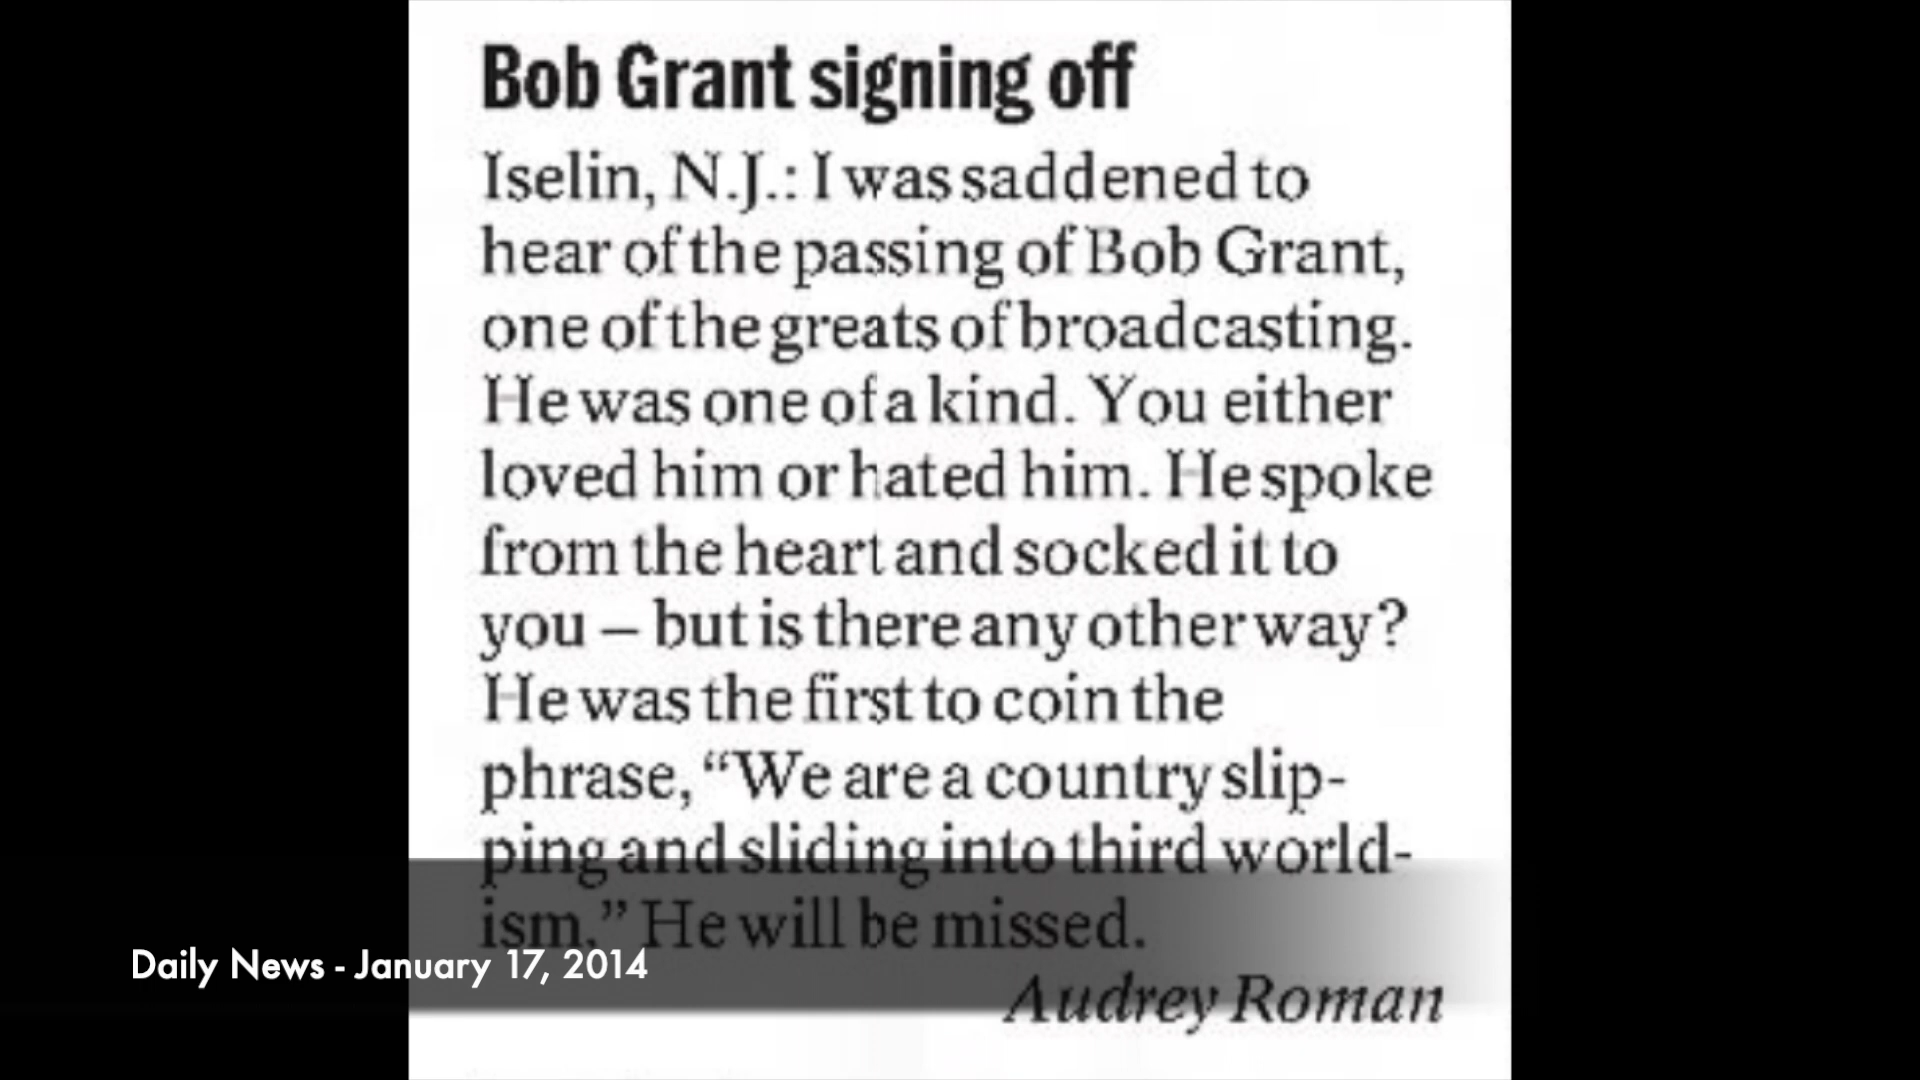 Bob Grant signing off
Iselin, N.J.: I was saddened to
hear of the passing of Bob Grant,
one of the greats of broadcasting.
He was one of a kind. You either
loved him or hated him. He spoke
from the heart and socked it to
you – but is there any other way?
He was the first to coin the
phrase, “We are a country slip-
ping and sliding into third world-
ism.” He will be missed.
Daily News - January 17, 2014
Audrey Roman